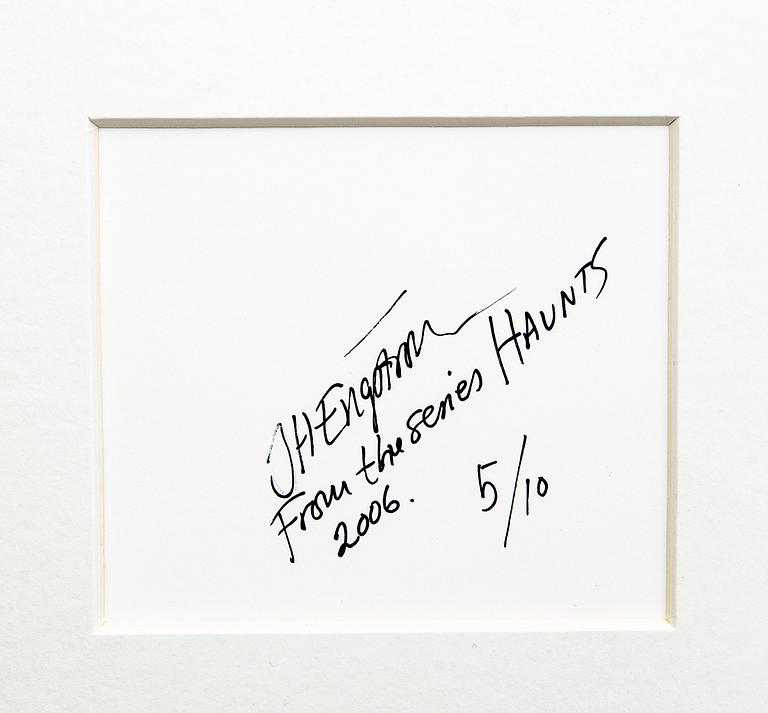 JH Engström
From the series HAUNTS
2006. 5/10